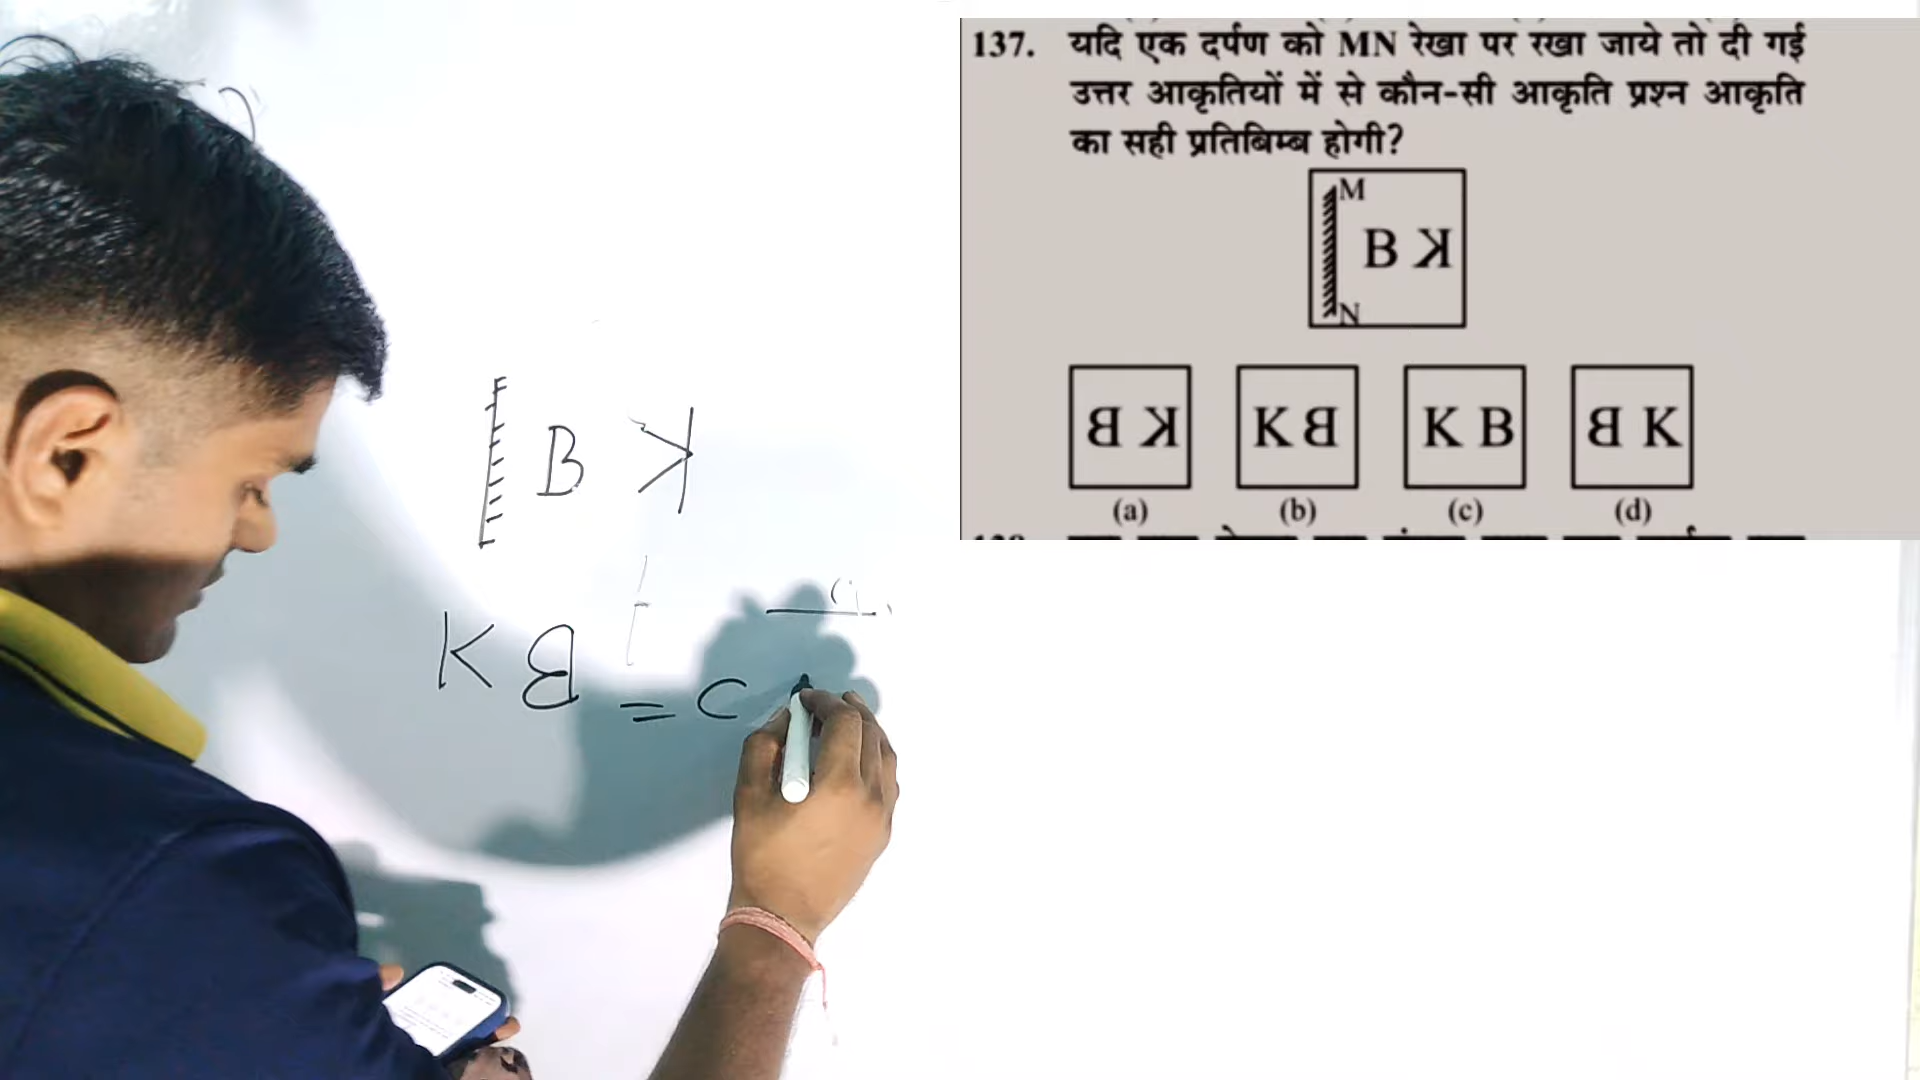 137. यदि एक दर्पण को MN रेखा पर रखा जाये तो दी गई
उत्तर आकृतियों में से कौन-सी आकृति प्रश्न आकृति
का सही प्रतिबिम्ब होगी?
M
B K
N
B K
K B
K B
B K
(a)
(b)
(c)
(d)
B K
K B = C